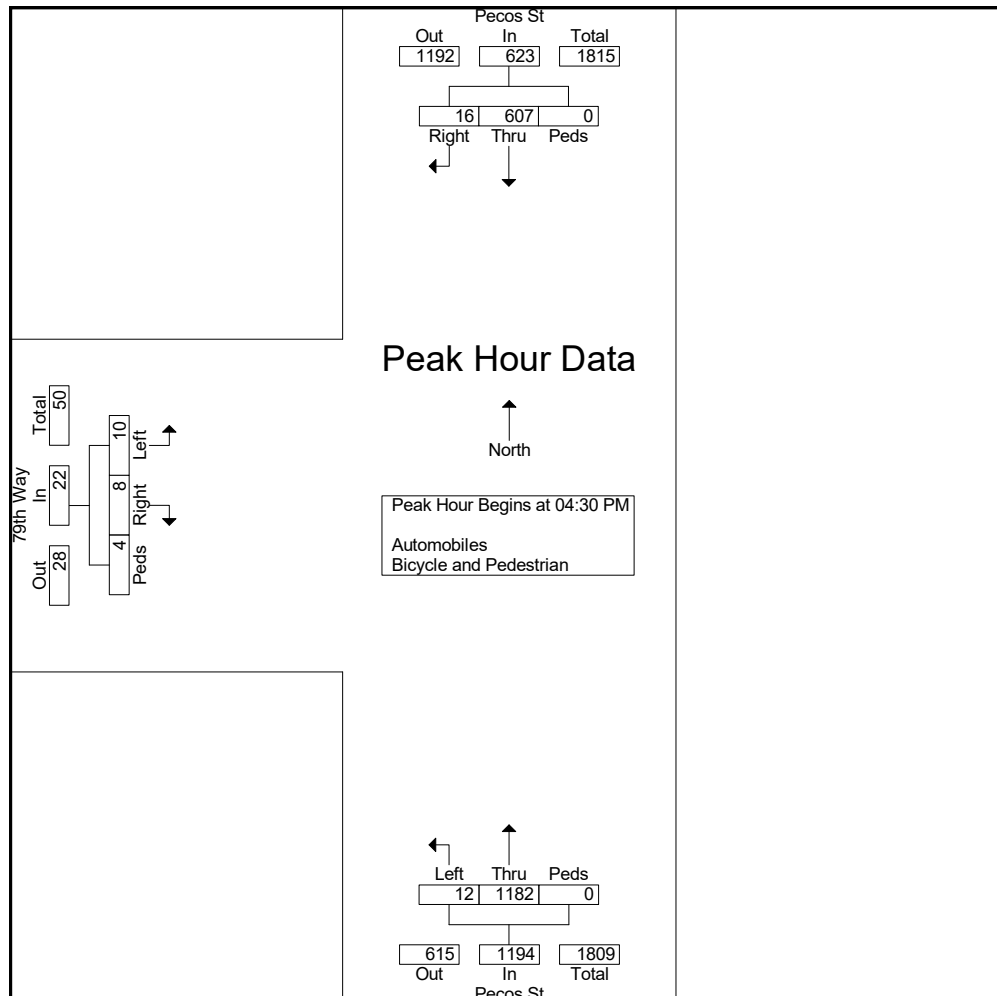 Pecos St
Out In Total
1192 623 1815
16 607 0
Right Thru Peds
Peak Hour Data
North
Peak Hour Begins at 04:30 PM
Automobiles
Bicycle and Pedestrian
79th Way
Out In Total
28 22 50
4 8 10
Peds Right Left
Left Thru Peds
12 1182 0
615 1194 1809
Out In Total
Pecos St